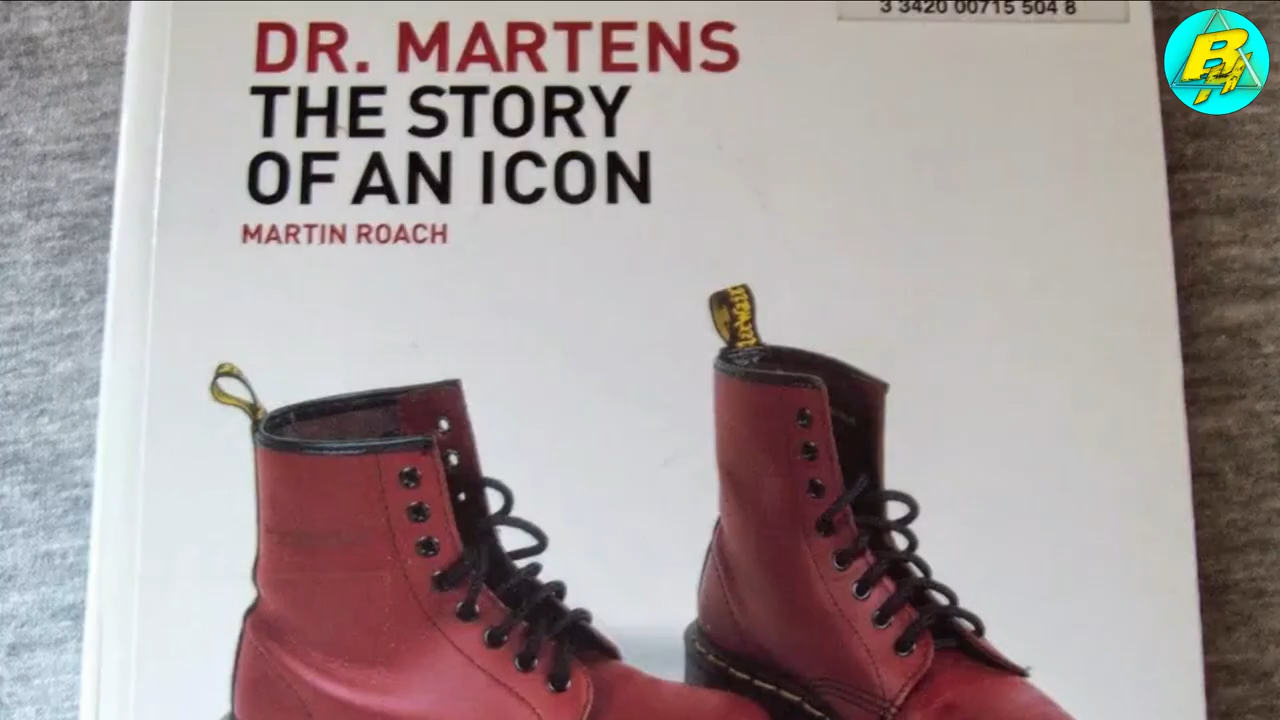 3 3420 00715 504 8
DR. MARTENS
THE STORY
OF AN ICON
MARTIN ROACH